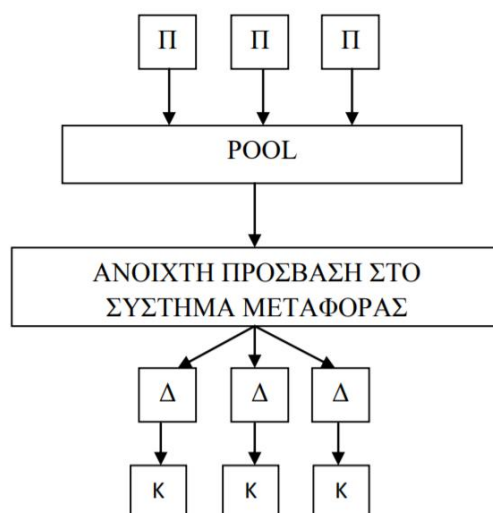 Π Π Π
POOL
ΑΝΟΙΧΤΗ ΠΡΟΣΒΑΣΗ ΣΤΟ
ΣΥΣΤΗΜΑ ΜΕΤΑΦΟΡΑΣ
Δ Δ Δ
Κ Κ Κ